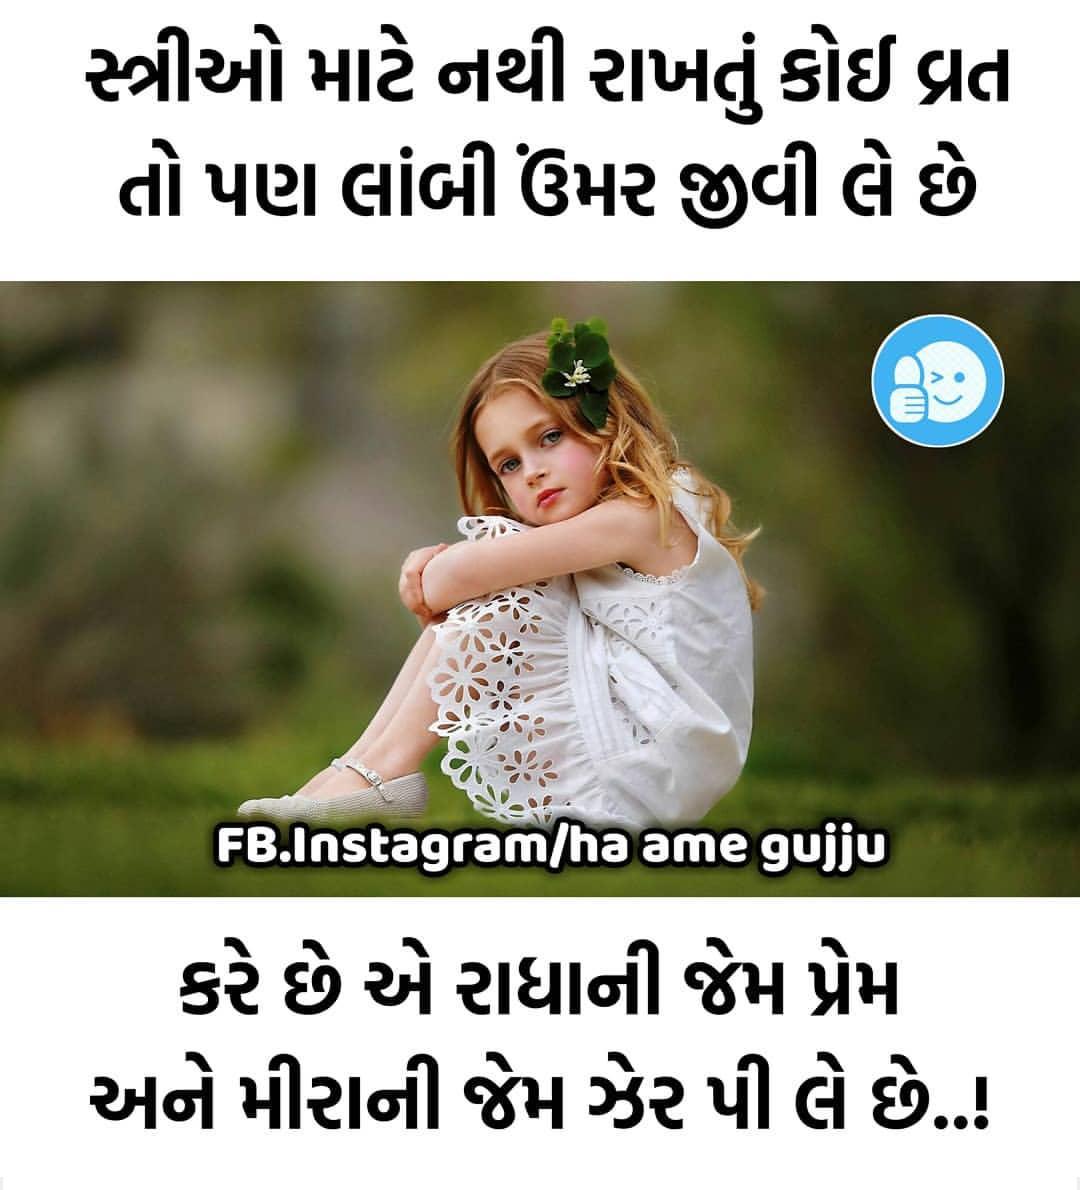 સ્ત્રીઓ માટે નથી રાખતું કોઈ વ્રત
તો પણ લાંબી ઉંમર જીવી લે છે
FB.Instagram/ha ame gujju
કરે છે એ રાધાની જેમ પ્રેમ
અને મીરાની જેમ ઝેર પી લે છે..!